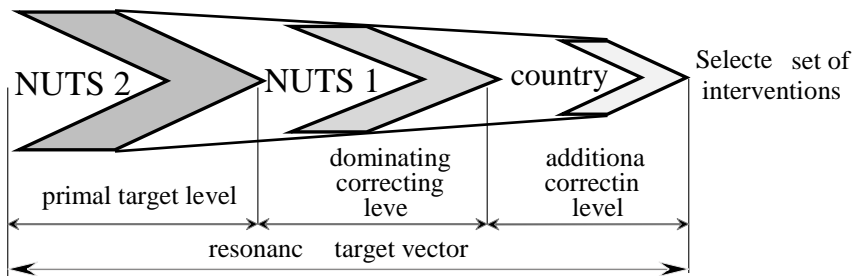 NUTS 2
NUTS 1
country
Selecte set of
interventions
primal target level
dominating
correcting
leve
additiona
correctin
level
resonanc target vector